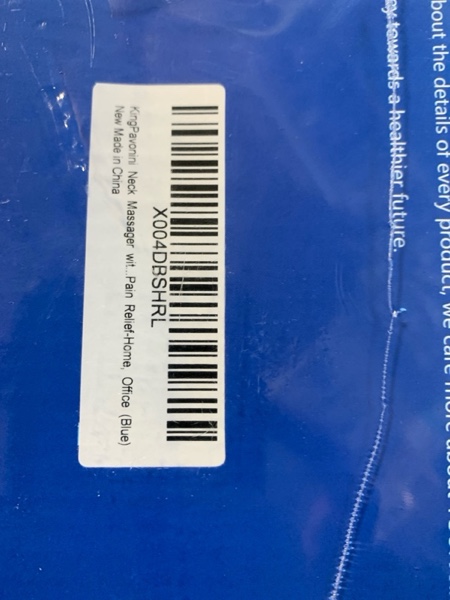 X004DBSHRL
KingPavonini Neck Massager wit...Pain Relief-Home, Office (Blue)
New Made in China
bout the details of every product, we care more about
towards a healthier future.